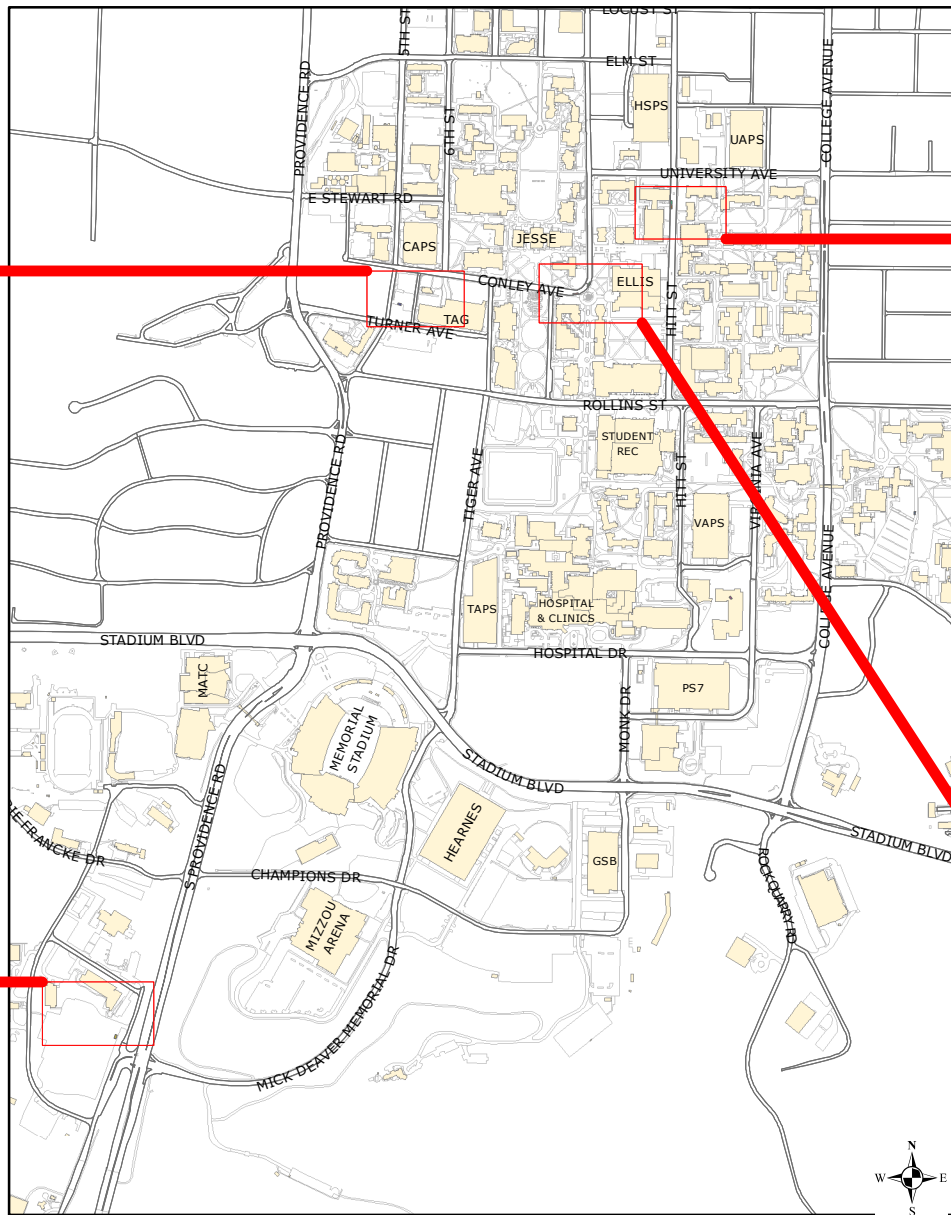 LOCUST ST
5TH ST
ELM ST
PROVIDENCE RD
COLLEGE AVENUE
HSPS
6TH ST
UAPS
UNIVERSITY AVE
E STEWART RD
JESSE
CAPS
CONLEY AVE
ELLIS
HITT ST
TAG
TURNER AVE
ROLLINS ST
STUDENT
REC
PROVIDENCE RD
TIGER AVE
HITT ST
VIRGINIA AVE
VAPS
COLLEGE AVENUE
TAPS
HOSPITAL
& CLINICS
STADIUM BLVD
HOSPITAL DR
MATC
PS7
MONK DR
MEMORIAL
STADIUM
STADIUM BLVD
S PROVIDENCE RD
HEARNES
STADIUM BLVD
FRANCKE DR
GSB
CHAMPIONS DR
ROCK QUARRY RD
MIZZOU
ARENA
MICK DEAVER MEMORIAL DR
N
W E
S